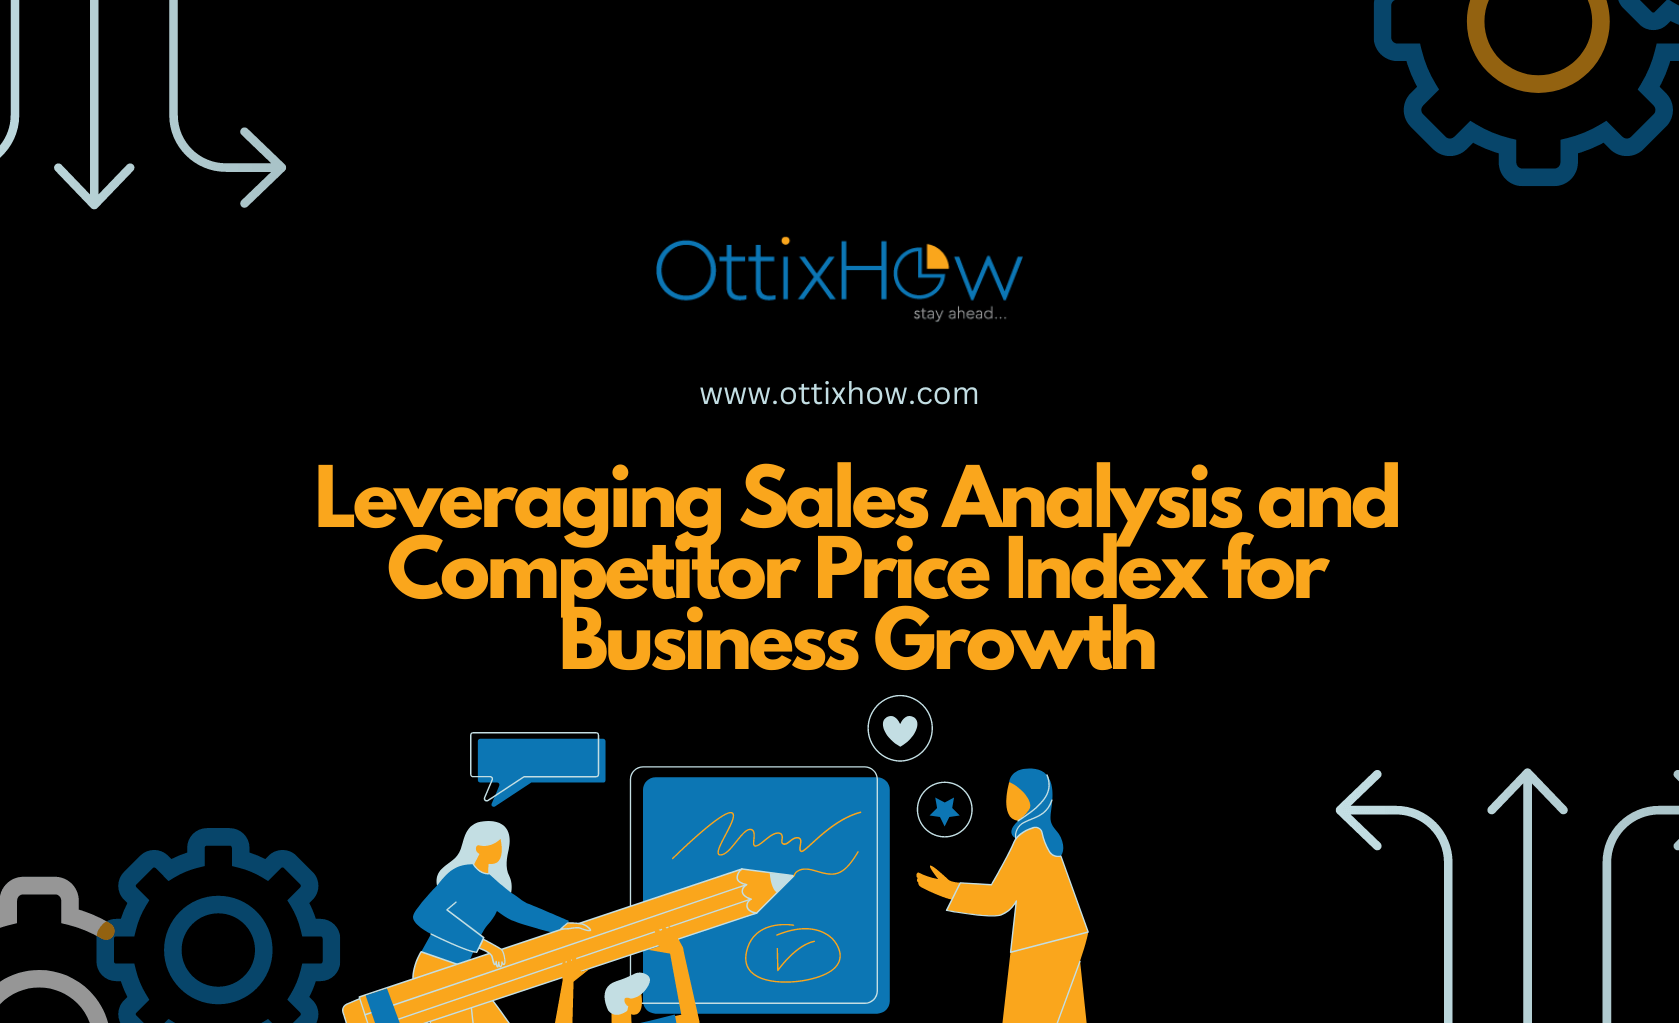 OttixHow
stay ahead...
www.ottixhow.com
Leveraging Sales Analysis and
Competitor Price Index for
Business Growth